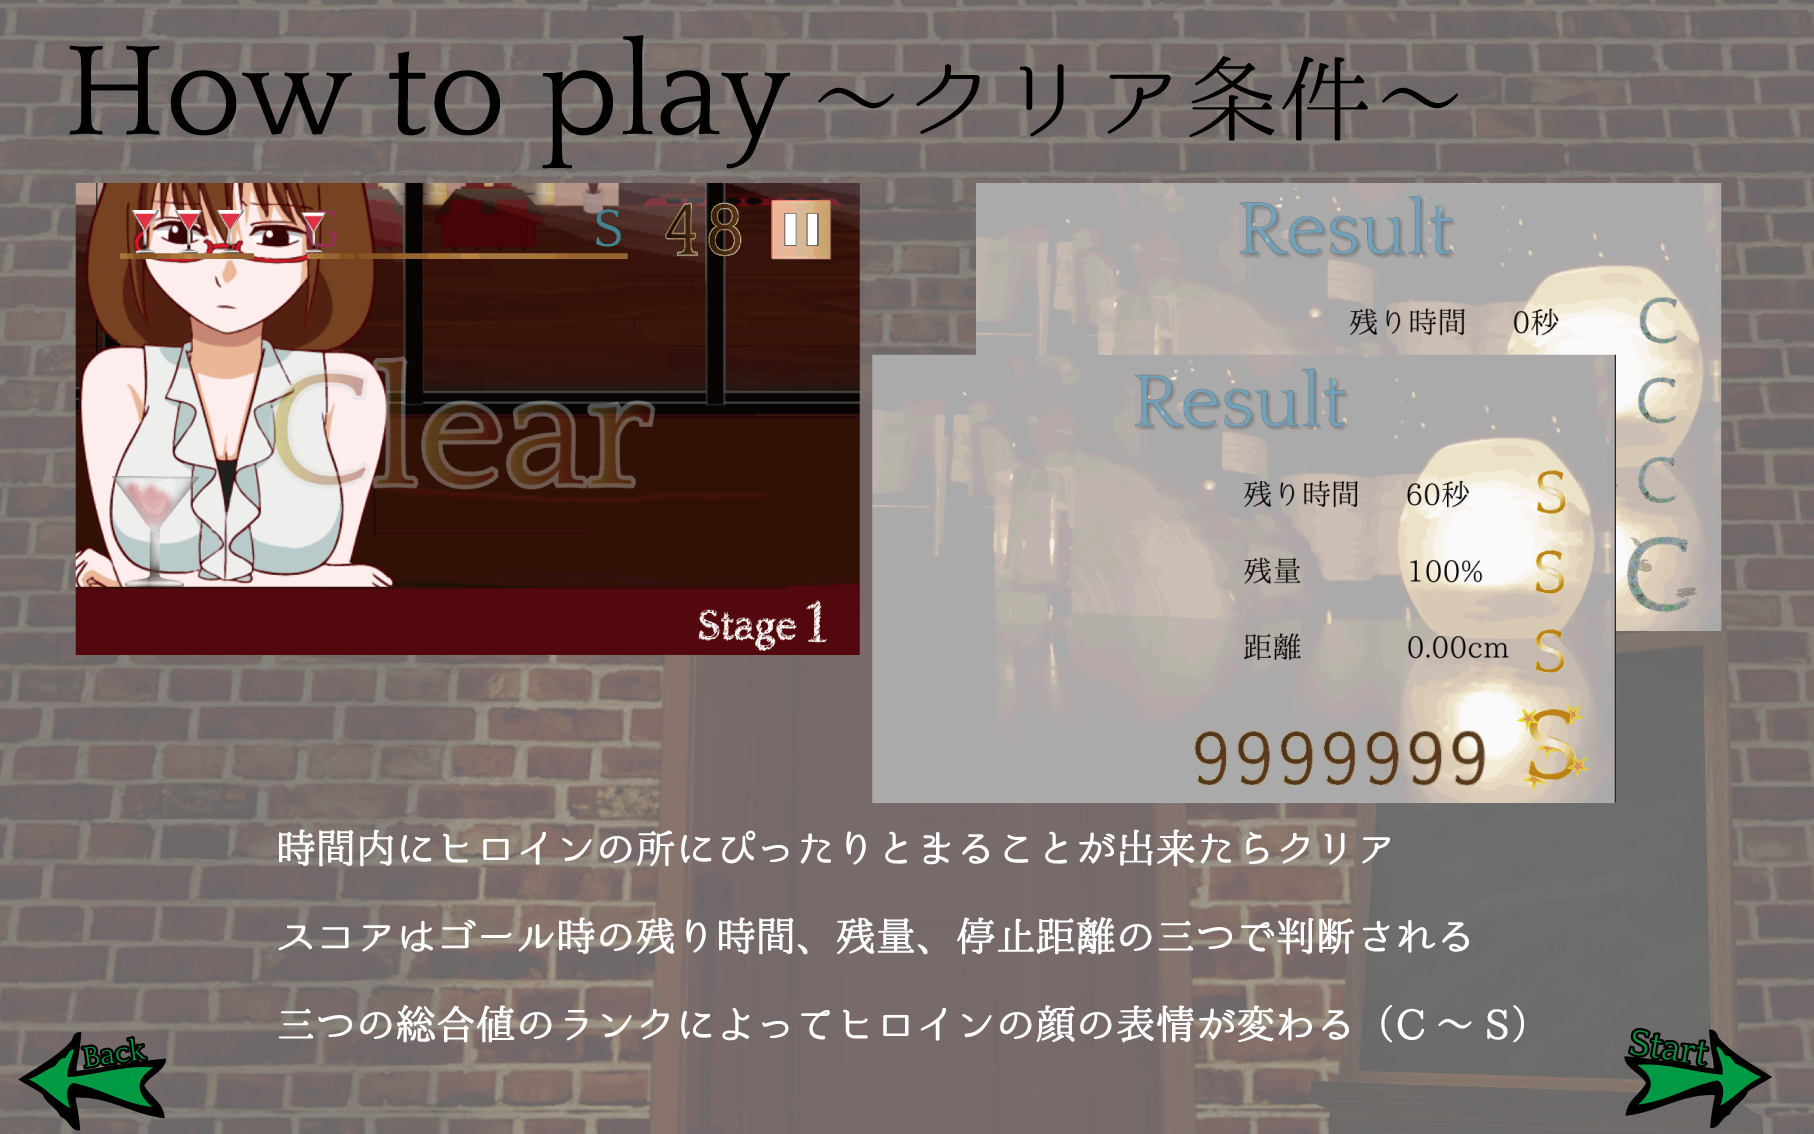 How to play ～クリア条件～
G
S
48
Clear
Stage 1
Result
残り時間 0秒 C
C
C
C
Result
残り時間 60秒 S
残量 100% S
距離 0.00cm S
9999999 S
時間内にヒロインの所にぴったりとまることが出来たらクリア
スコアはゴール時の残り時間、残量、停止距離の三つで判断される
三つの総合値のランクによってヒロインの顔の表情が変わる（C ～ S）
Back
Start